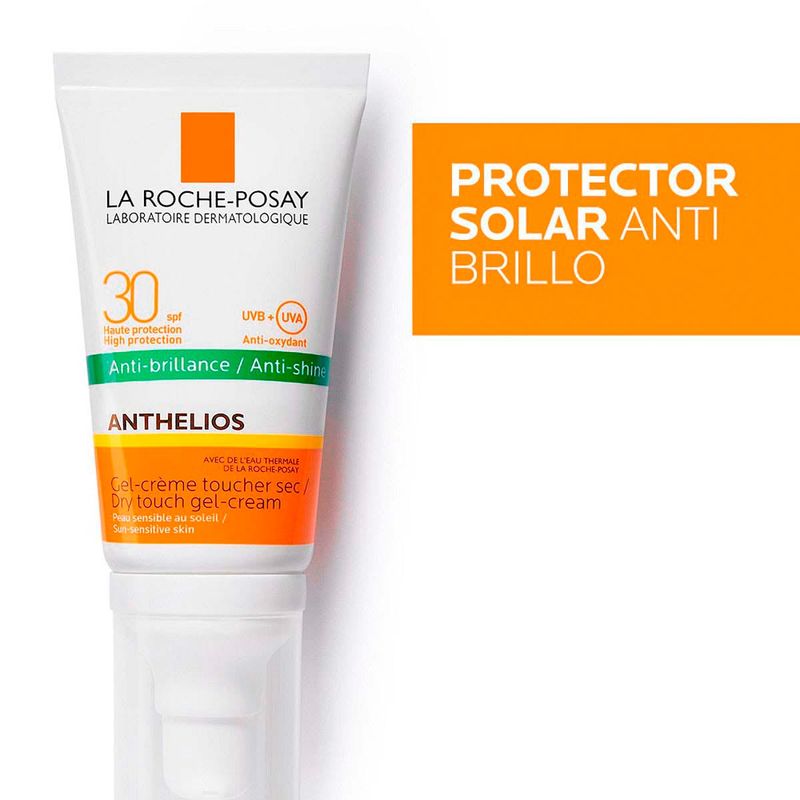 LA ROCHE-POSAY
LABORATOIRE DERMATOLOGIQUE
30 spf
Haute protection
High protection
UVB + UVA
Anti-oxydant
Anti-brillance / Anti-shine
ANTHELIOS
AVEC DE L'EAU THERMALE
DE LA ROCHE-POSAY
Gel-crème toucher sec /
Dry touch gel-cream
Peau sensible au soleil /
Sun-sensitive skin
PROTECTOR
SOLAR ANTI
BRILLO